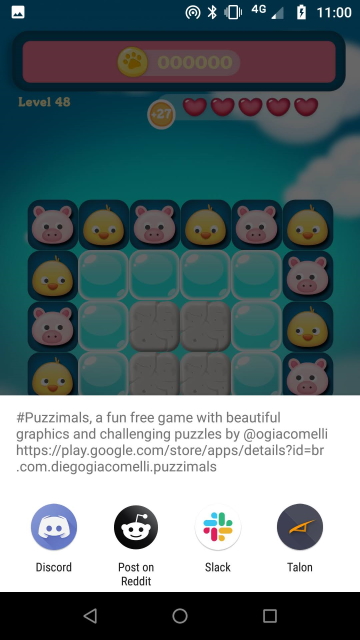 4G 11:00
000000
Level 48
+27
#Puzzimals, a fun free game with beautiful
graphics and challenging puzzles by @ogiacomelli
https://play.google.com/store/apps/details?id=br
.com.diegogiacomelli.puzzimals
Discord
Post on
Reddit
Slack
Talon